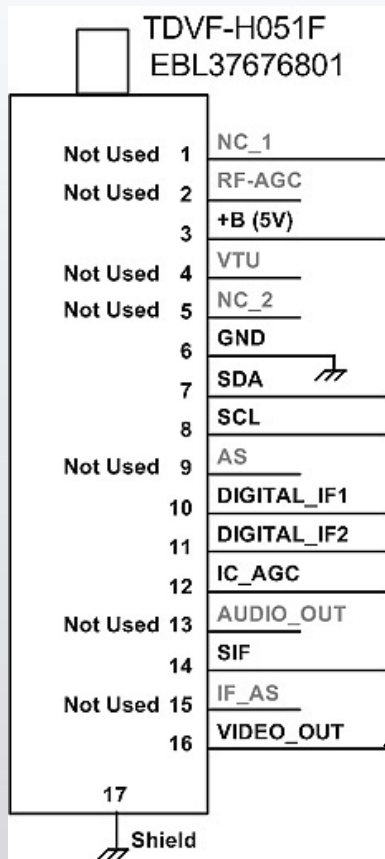 TDVF-H051F
EBL37676801
Not Used 1 NC_1
Not Used 2 RF-AGC
3 +B (5V)
Not Used 4 VTU
Not Used 5 NC_2
6 GND
7 SDA
8 SCL
Not Used 9 AS
10 DIGITAL_IF1
11 DIGITAL_IF2
12 IC_AGC
Not Used 13 AUDIO_OUT
14 SIF
Not Used 15 IF_AS
16 VIDEO_OUT
17
Shield